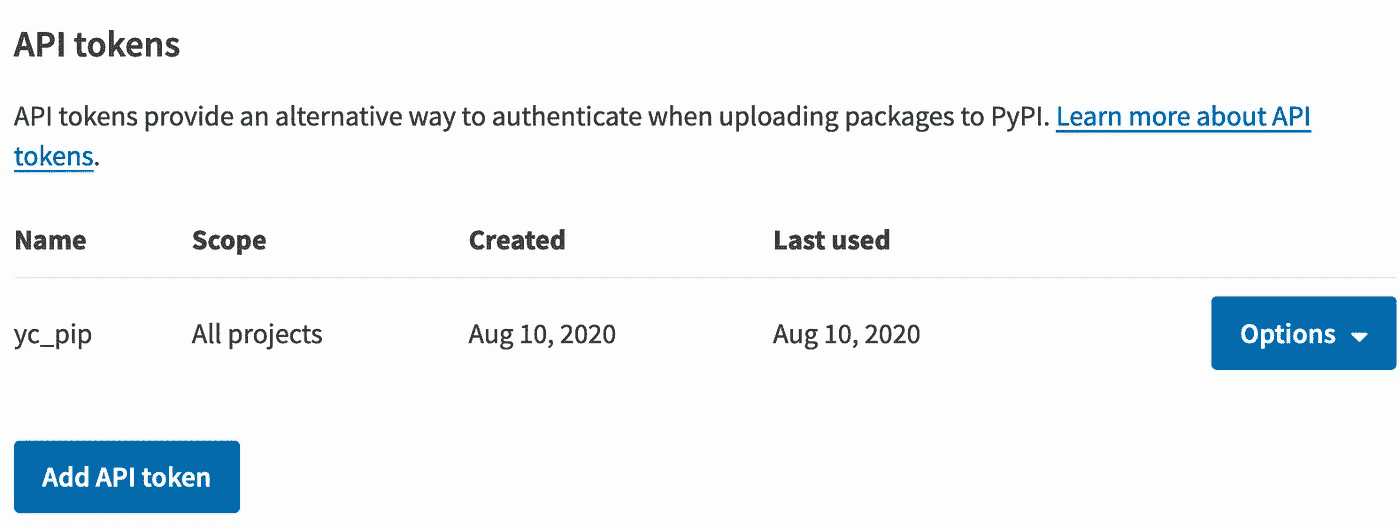 API tokens
API tokens provide an alternative way to authenticate when uploading packages to PyPI. Learn more about API
tokens.
Name Scope Created Last used
yc_pip All projects Aug 10, 2020 Aug 10, 2020 Options
Add API token